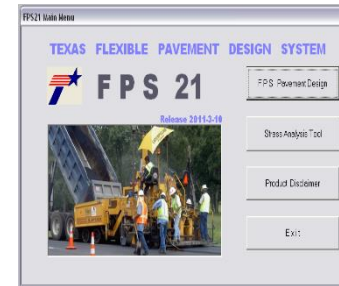 FPS21 Main Menu
TEXAS FLEXIBLE PAVEMENT DESIGN SYSTEM
FPS 21
Release 2011-3-10
FPS Pavement Design
Stress Analysis Tool
Product Disclaimer
Exit